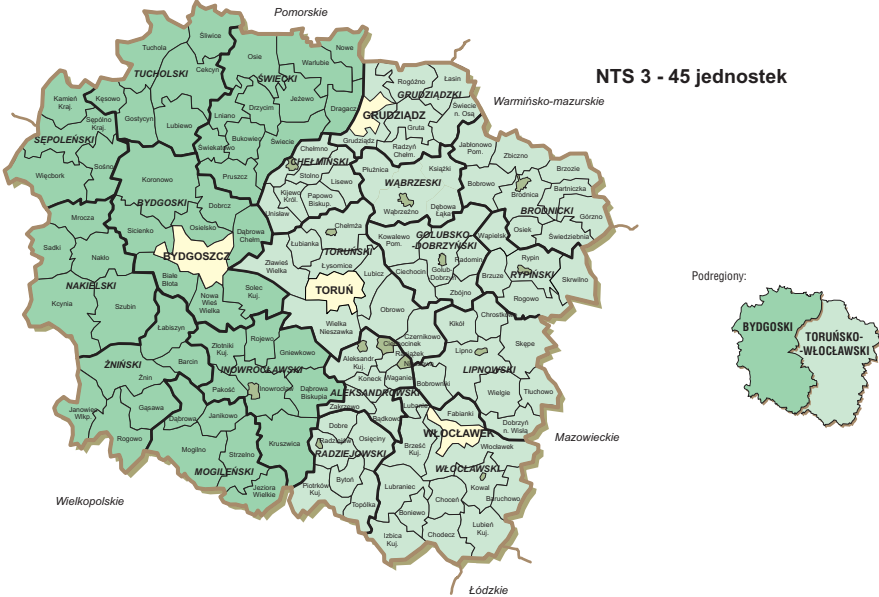 Pomorskie
NTS 3 - 45 jednostek
Warmińsko-mazurskie
Śliwice
Tuchola
TUCHOLSKI
Cekcyn
Kęsowo
Gostycyn
Lubiewo
Osie
Nowe
Warlubie
ŚWIECKI
Drzycim
Jeżewo
Lniano
Dragacz
Bukowiec
Świecie
Świekatowo
Pruszcz
Kamień
Kraj.
Sępólno
Kraj.
SĘPOLEŃSKI
Sośno
Więcbork
Rogóźno
Łasin
GRUDZIĄDZKI
Świecie
n. Osą
GRUDZIĄDZ
Gruta
Grudziądz
Radzyń
Chełm.
Chełmno
CHEŁMIŃSKI
Stolno
Lisewo
Kijewo
Król.
Papowo
Biskup.
Unisław
Płużnica
Książki
WĄBRZESKI
Wąbrzeźno
Dębowa
Łąka
Jabłonowo
Pom.
Zbiczno
Brzozie
Bobrowo
Bartniczka
Brodnica
BRODNICKI
Górzno
Osiek
Świedziebnia
Koronowo
BYDGOSKI
Dobrcz
Osielsko
Dąbrowa
Chełm.
Sicienko
BYDGOSZCZ
Białe
Błota
Nowa
Wieś
Wielka
Solec
Kuj.
Mrocza
Sadki
Nakło
NAKIELSKI
Kcynia
Szubin
Chełmża
Łubianka
TORUŃSKI
Zławieś
Wielka
Łysomice
Lubicz
TORUŃ
Obrowo
Wielka
Nieszawka
Czernikowo
Kowalewo
Pom.
GOLUBSKO
-DOBRZYŃSKI
Wąpielsk
Ciechocin
Golub-
Dobrzyń
Radomin
Zbójno
Rypin
RYPIŃSKI
Brzuze
Skrwilno
Rogowo
Łabiszyn
ŻNIŃSKI
Barcin
Żnin
Janowiec
Wlkp.
Gąsawa
Rogowo
Złotniki
Kuj.
Rojewo
Gniewkowo
INOWROCŁAWSKI
Pakość
Inowrocław
Dąbrowa
Biskupia
Janikowo
Kruszwica
Dąbrowa
Mogilno
Strzelno
MOGILEŃSKI
Jeziora
Wielkie
Ciechocinek
Aleksandr.
Kuj.
Raciążek
Koneck
Waganiec
ALEKSANDROWSKI
Zakrzewo
Bądkowo
Kikół
Chrostkowo
Lipno
Skępe
LIPNOWSKI
Bobrowniki
Wielgie
Tłuchowo
Dobrzyń
n. Wisłą
Dobre
Radziejów
Osięciny
RADZIEJOWSKI
Piotrków
Kuj.
Bytoń
Topólka
Lubanie
Fabianki
WŁOCŁAWEK
Włocławek
Brześć
Kuj.
WŁOCŁAWSKI
Lubraniec
Kowal
Choceń
Baruchowo
Boniewo
Izbica
Kuj.
Chodecz
Lubień
Kuj.
Mazowieckie
Wielkopolskie
Łódzkie
Podregiony:
BYDGOSKI
TORUŃSKO-
-WŁOCŁAWSKI